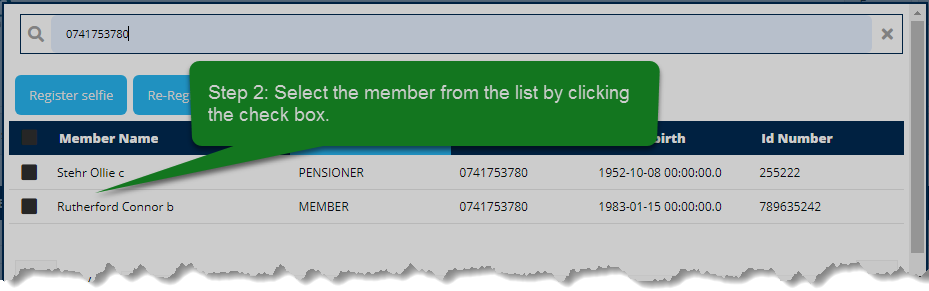 0741753780
Register selfie Re-Reg
Step 2: Select the member from the list by clicking
the check box.
Member Name birth Id Number
Stehr Ollie c PENSIONER 0741753780 1952-10-08 00:00:00.0 255222
Rutherford Connor b MEMBER 0741753780 1983-01-15 00:00:00.0 789635242